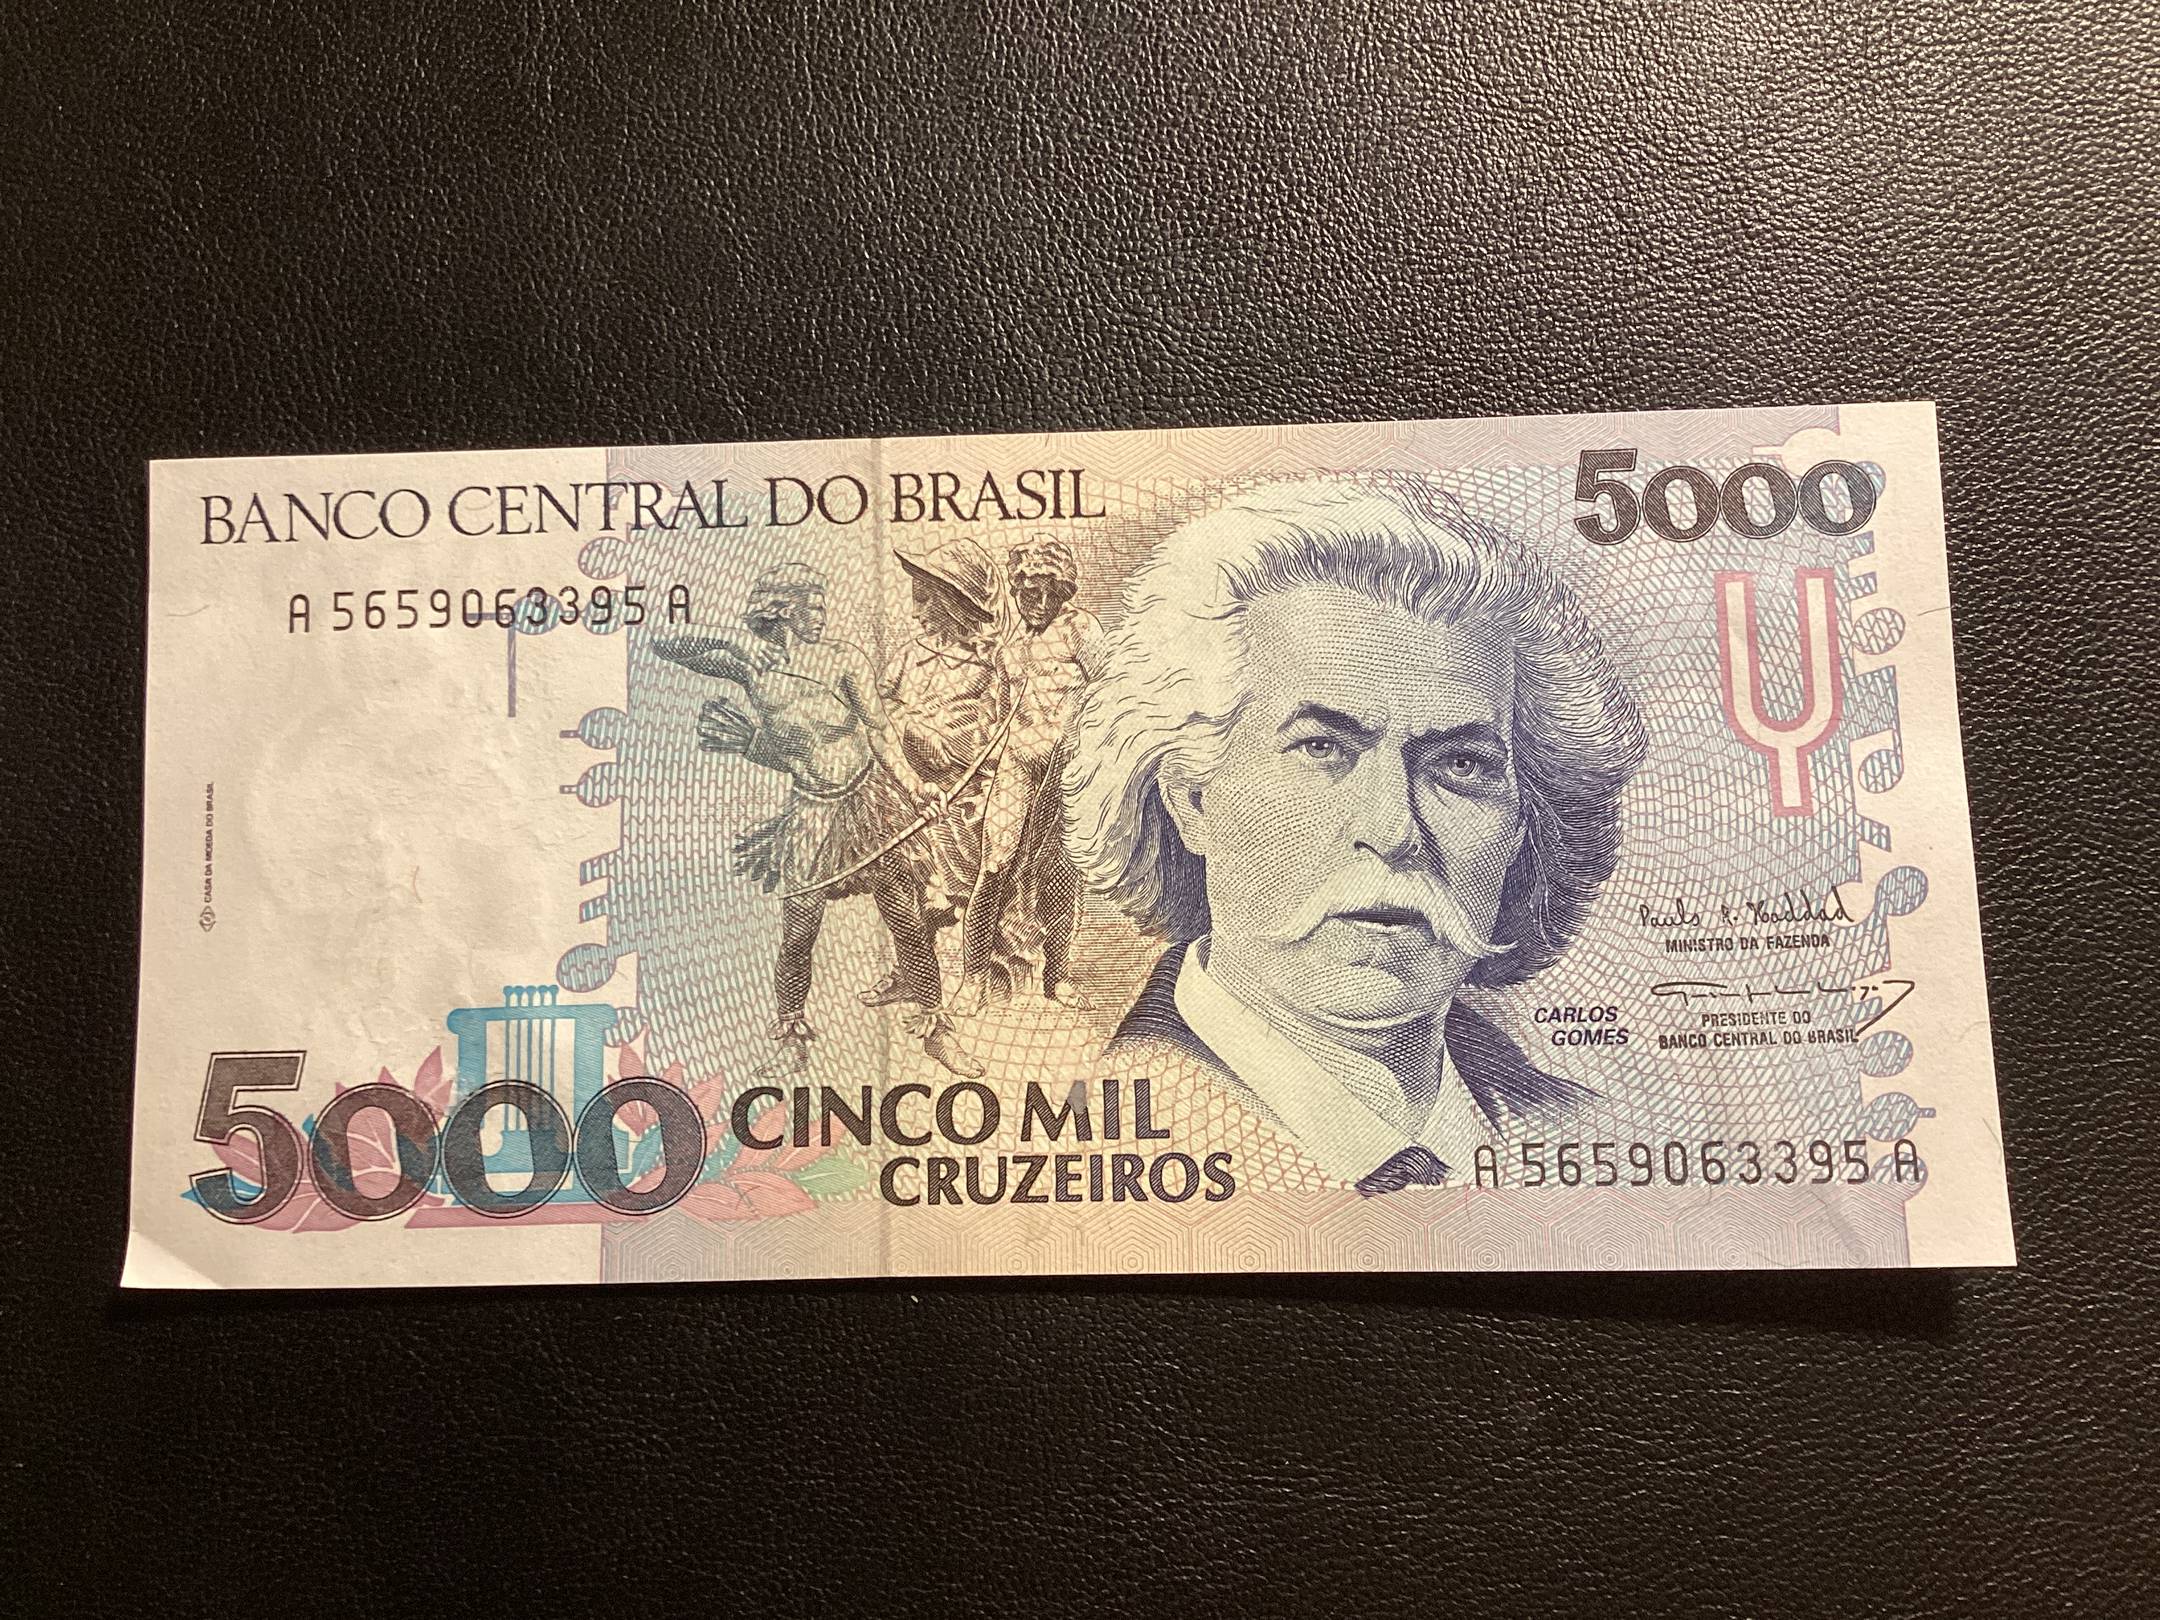 BANCO CENTRAL DO BRASIL
5000
A 5659063395 A
CASA DA MOEDA DO BRASIL
MINISTRO DA FAZENDA
CARLOS
GOMES
PRESIDENTE DO
BANCO CENTRAL DO BRASIL
5000
CINCO MIL
CRUZEIROS
A 5659063395 A